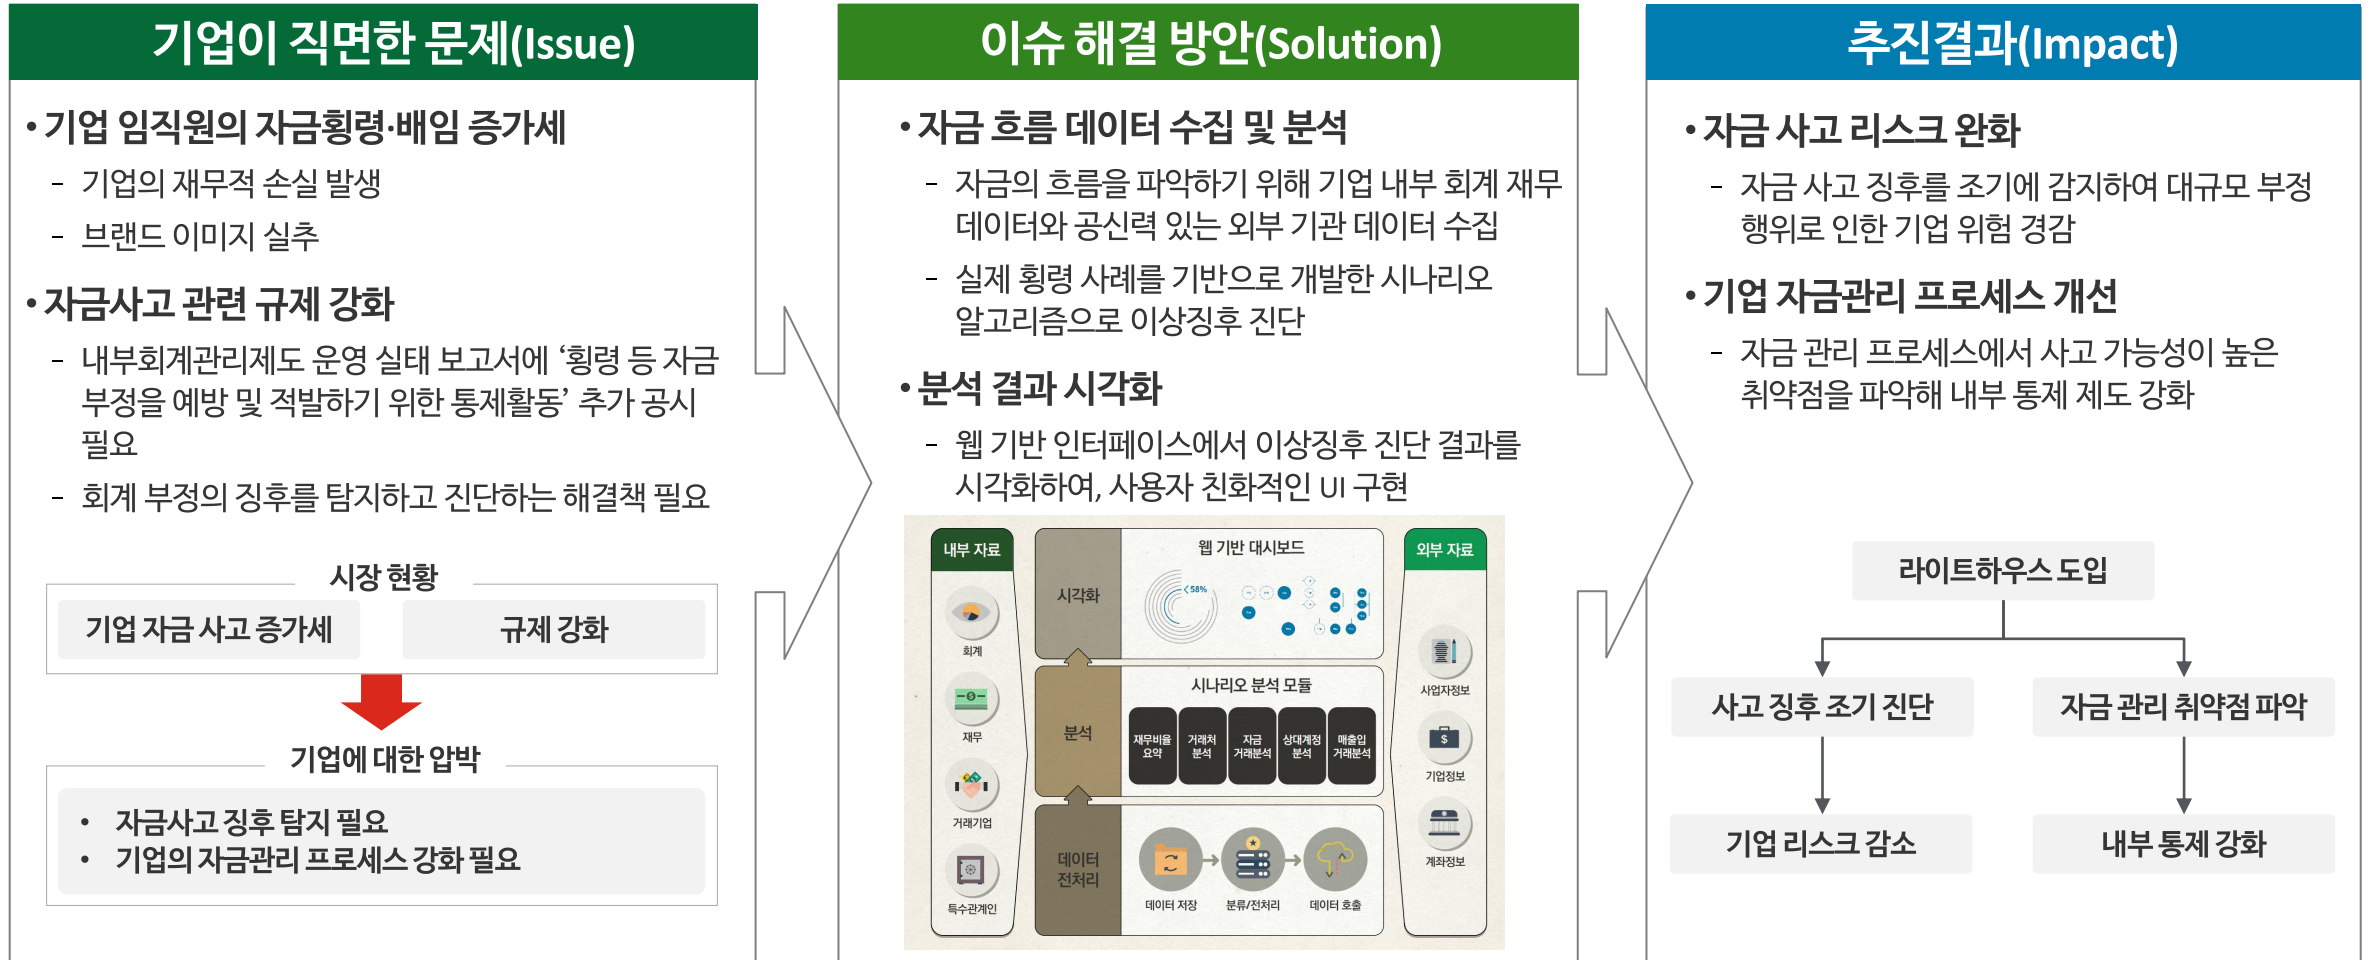 기업이 직면한 문제(Issue)
• 기업 임직원의 자금횡령·배임 증가세
- 기업의 재무적 손실 발생
- 브랜드 이미지 실추
• 자금사고 관련 규제 강화
- 내부회계관리제도 운영 실태 보고서에 ‘횡령 등 자금
부정을 예방 및 적발하기 위한 통제활동’ 추가 공시
필요
- 회계 부정의 징후를 탐지하고 진단하는 해결책 필요
시장 현황
기업 자금 사고 증가세
규제 강화
기업에 대한 압박
• 자금사고 징후 탐지 필요
• 기업의 자금관리 프로세스 강화 필요
이슈 해결 방안(Solution)
• 자금 흐름 데이터 수집 및 분석
- 자금의 흐름을 파악하기 위해 기업 내부 회계 재무
데이터와 공신력 있는 외부 기관 데이터 수집
- 실제 횡령 사례를 기반으로 개발한 시나리오
알고리즘으로 이상징후 진단
• 분석 결과 시각화
- 웹 기반 인터페이스에서 이상징후 진단 결과를
시각화하여, 사용자 친화적인 UI 구현
내부 자료
회계
재무
거래기업
특수관계인
시각화
웹 기반 대시보드
58%
분석
시나리오 분석 모듈
재무비율
요약
거래처
분석
자금
거래분석
상대계정
분석
매출입
거래분석
데이터
전처리
데이터 저장
분류/전처리
데이터 호출
외부 자료
사업자정보
기업정보
계좌정보
추진결과(Impact)
• 자금 사고 리스크 완화
- 자금 사고 징후를 조기에 감지하여 대규모 부정
행위로 인한 기업 위험 경감
• 기업 자금관리 프로세스 개선
- 자금 관리 프로세스에서 사고 가능성이 높은
취약점을 파악해 내부 통제 제도 강화
라이트하우스 도입
사고 징후 조기 진단
자금 관리 취약점 파악
기업 리스크 감소
내부 통제 강화